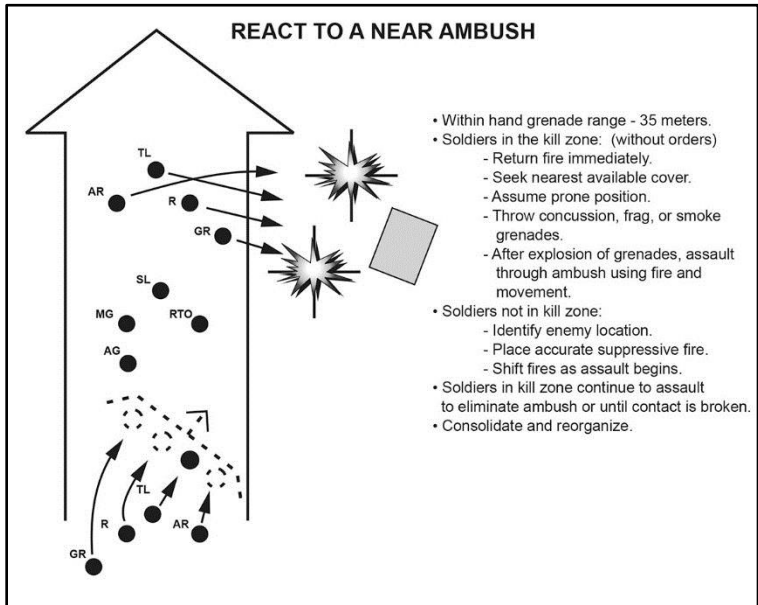 REACT TO A NEAR AMBUSH
TL
AR
R
GR
SL
MG
RTO
AG
TL
R
AR
GR
• Within hand grenade range - 35 meters.
• Soldiers in the kill zone: (without orders)
- Return fire immediately.
- Seek nearest available cover.
- Assume prone position.
- Throw concussion, frag, or smoke
grenades.
- After explosion of grenades, assault
through ambush using fire and
movement.
• Soldiers not in kill zone:
- Identify enemy location.
- Place accurate suppressive fire.
- Shift fires as assault begins.
• Soldiers in kill zone continue to assault
to eliminate ambush or until contact is broken.
• Consolidate and reorganize.